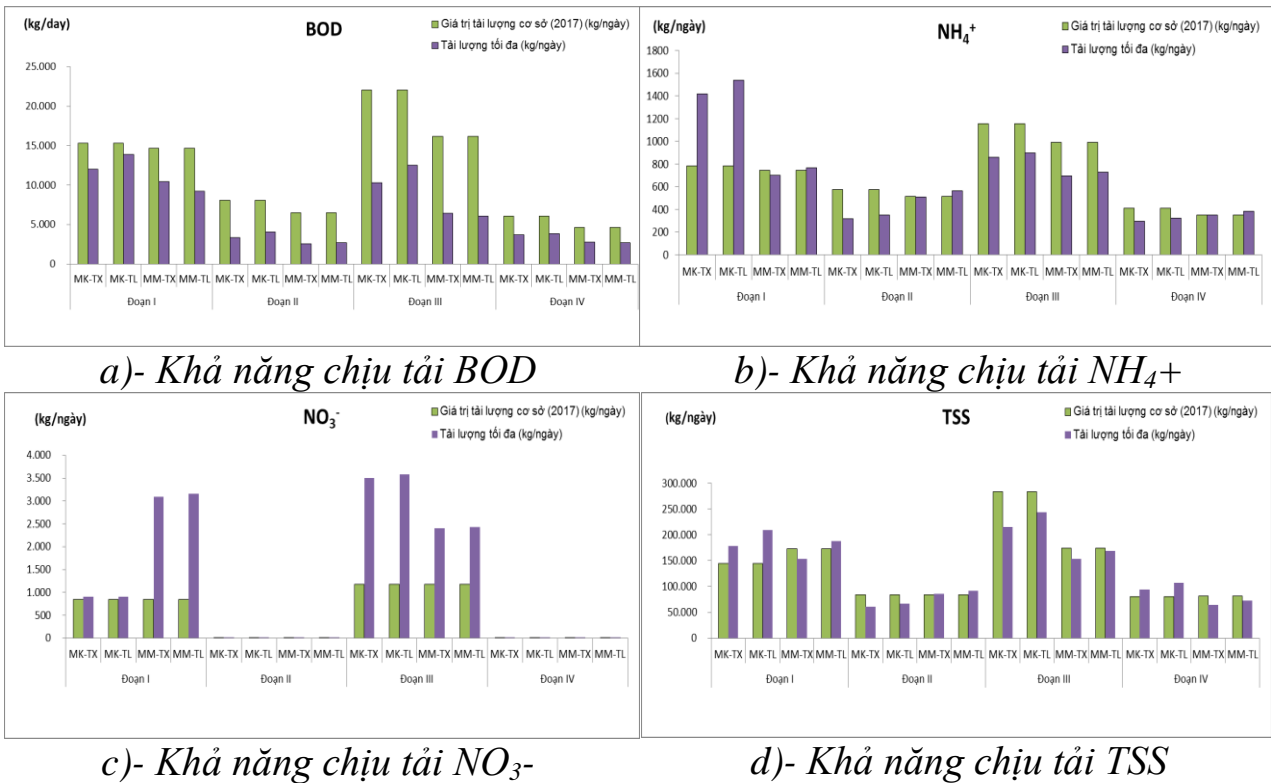 (kg/day)
BOD
Giá trị tải lượng cơ sở (2017) (kg/ngày)
Tải lượng tối đa (kg/ngày)
25.000
20.000
15.000
10.000
5.000
0
MK-TX MK-TL MM-TX MM-TL MK-TX MK-TL MM-TX MM-TL MK-TX MK-TL MM-TX MM-TL MK-TX MK-TL MM-TX MM-TL
Đoạn I Đoạn II Đoạn III Đoạn IV
a)- Khả năng chịu tải BOD
(kg/ngày)
NH₄⁺
Giá trị tải lượng cơ sở (2017) (kg/ngày)
Tải lượng tối đa (kg/ngày)
1800
1600
1400
1200
1000
800
600
400
200
0
MK-TX MK-TL MM-TX MM-TL MK-TX MK-TL MM-TX MM-TL MK-TX MK-TL MM-TX MM-TL MK-TX MK-TL MM-TX MM-TL
Đoạn I Đoạn II Đoạn III Đoạn IV
b)- Khả năng chịu tải NH₄+
(kg/ngày)
NO₃⁻
Giá trị tải lượng cơ sở (2017) (kg/ngày)
Tải lượng tối đa (kg/ngày)
4.000
3.500
3.000
2.500
2.000
1.500
1.000
500
0
MK-TX MK-TL MM-TX MM-TL MK-TX MK-TL MM-TX MM-TL MK-TX MK-TL MM-TX MM-TL MK-TX MK-TL MM-TX MM-TL
Đoạn I Đoạn II Đoạn III Đoạn IV
c)- Khả năng chịu tải NO₃-
(kg/ngày)
TSS
Giá trị tải lượng cơ sở (2017) (kg/ngày)
Tải lượng tối đa (kg/ngày)
300.000
250.000
200.000
150.000
100.000
50.000
0
MK-TX MK-TL MM-TX MM-TL MK-TX MK-TL MM-TX MM-TL MK-TX MK-TL MM-TX MM-TL MK-TX MK-TL MM-TX MM-TL
Đoạn I Đoạn II Đoạn III Đoạn IV
d)- Khả năng chịu tải TSS